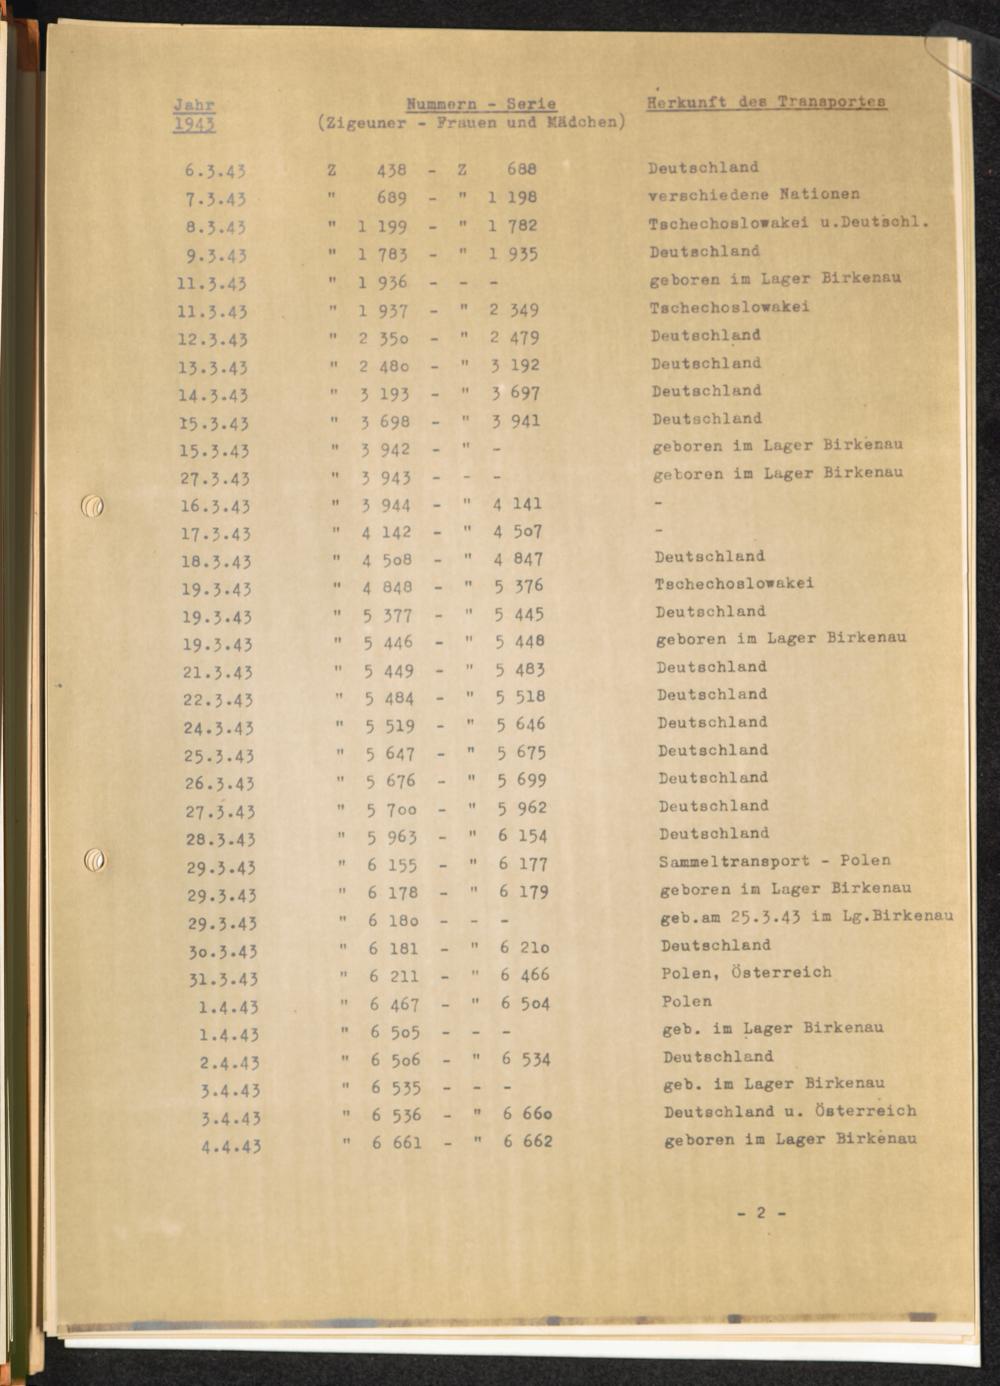 Jahr Nummern - Serie Herkunft des Transportes
1943 (Zigeuner - Frauen und Mädchen)
6.3.43 Z 438 - Z 688 Deutschland
7.3.43 " 689 - " 1 198 verschiedene Nationen
8.3.43 " 1 199 - " 1 782 Tschechoslowakei u.Deutschl.
9.3.43 " 1 783 - " 1 935 Deutschland
11.3.43 " 1 936 - - - geboren im Lager Birkenau
11.3.43 " 1 937 - " 2 349 Tschechoslowakei
12.3.43 " 2 35o - " 2 479 Deutschland
13.3.43 " 2 48o - " 3 192 Deutschland
14.3.43 " 3 193 - " 3 697 Deutschland
15.3.43 " 3 698 - " 3 941 Deutschland
15.3.43 " 3 942 - " - geboren im Lager Birkenau
27.3.43 " 3 943 - - - geboren im Lager Birkenau
16.3.43 " 3 944 - " 4 141 -
17.3.43 " 4 142 - " 4 5o7 -
18.3.43 " 4 5o8 - " 4 847 Deutschland
19.3.43 " 4 848 - " 5 376 Tschechoslowakei
19.3.43 " 5 377 - " 5 445 Deutschland
19.3.43 " 5 446 - " 5 448 geboren im Lager Birkenau
21.3.43 " 5 449 - " 5 483 Deutschland
22.3.43 " 5 484 - " 5 518 Deutschland
24.3.43 " 5 519 - " 5 646 Deutschland
25.3.43 " 5 647 - " 5 675 Deutschland
26.3.43 " 5 676 - " 5 699 Deutschland
27.3.43 " 5 7oo - " 5 962 Deutschland
28.3.43 " 5 963 - " 6 154 Deutschland
29.3.43 " 6 155 - " 6 177 Sammeltransport - Polen
29.3.43 " 6 178 - " 6 179 geboren im Lager Birkenau
29.3.43 " 6 18o - - - geb.am 25.3.43 im Lg.Birkenau
3o.3.43 " 6 181 - " 6 21o Deutschland
31.3.43 " 6 211 - " 6 466 Polen, Österreich
1.4.43 " 6 467 - " 6 5o4 Polen
1.4.43 " 6 5o5 - - - geb. im Lager Birkenau
2.4.43 " 6 5o6 - " 6 534 Deutschland
3.4.43 " 6 535 - - - geb. im Lager Birkenau
3.4.43 " 6 536 - " 6 66o Deutschland u. Österreich
4.4.43 " 6 661 - " 6 662 geboren im Lager Birkenau
- 2 -